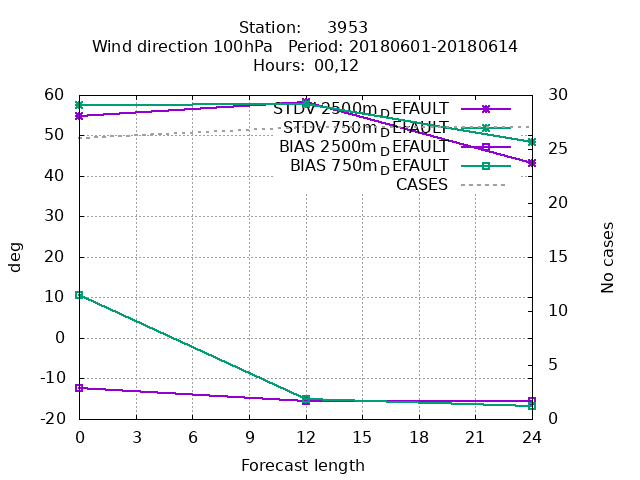 Station: 3953
Wind direction 100hPa Period: 20180601-20180614
Hours: 00,12
60
50
40
30
20
10
0
-10
-20
30
25
20
15
10
5
0
deg
No cases
STDV 2500m_DEFAULT
STDV 750m_DEFAULT
BIAS 2500m_DEFAULT
BIAS 750m_DEFAULT
CASES
0 3 6 9 12 15 18 21 24
Forecast length